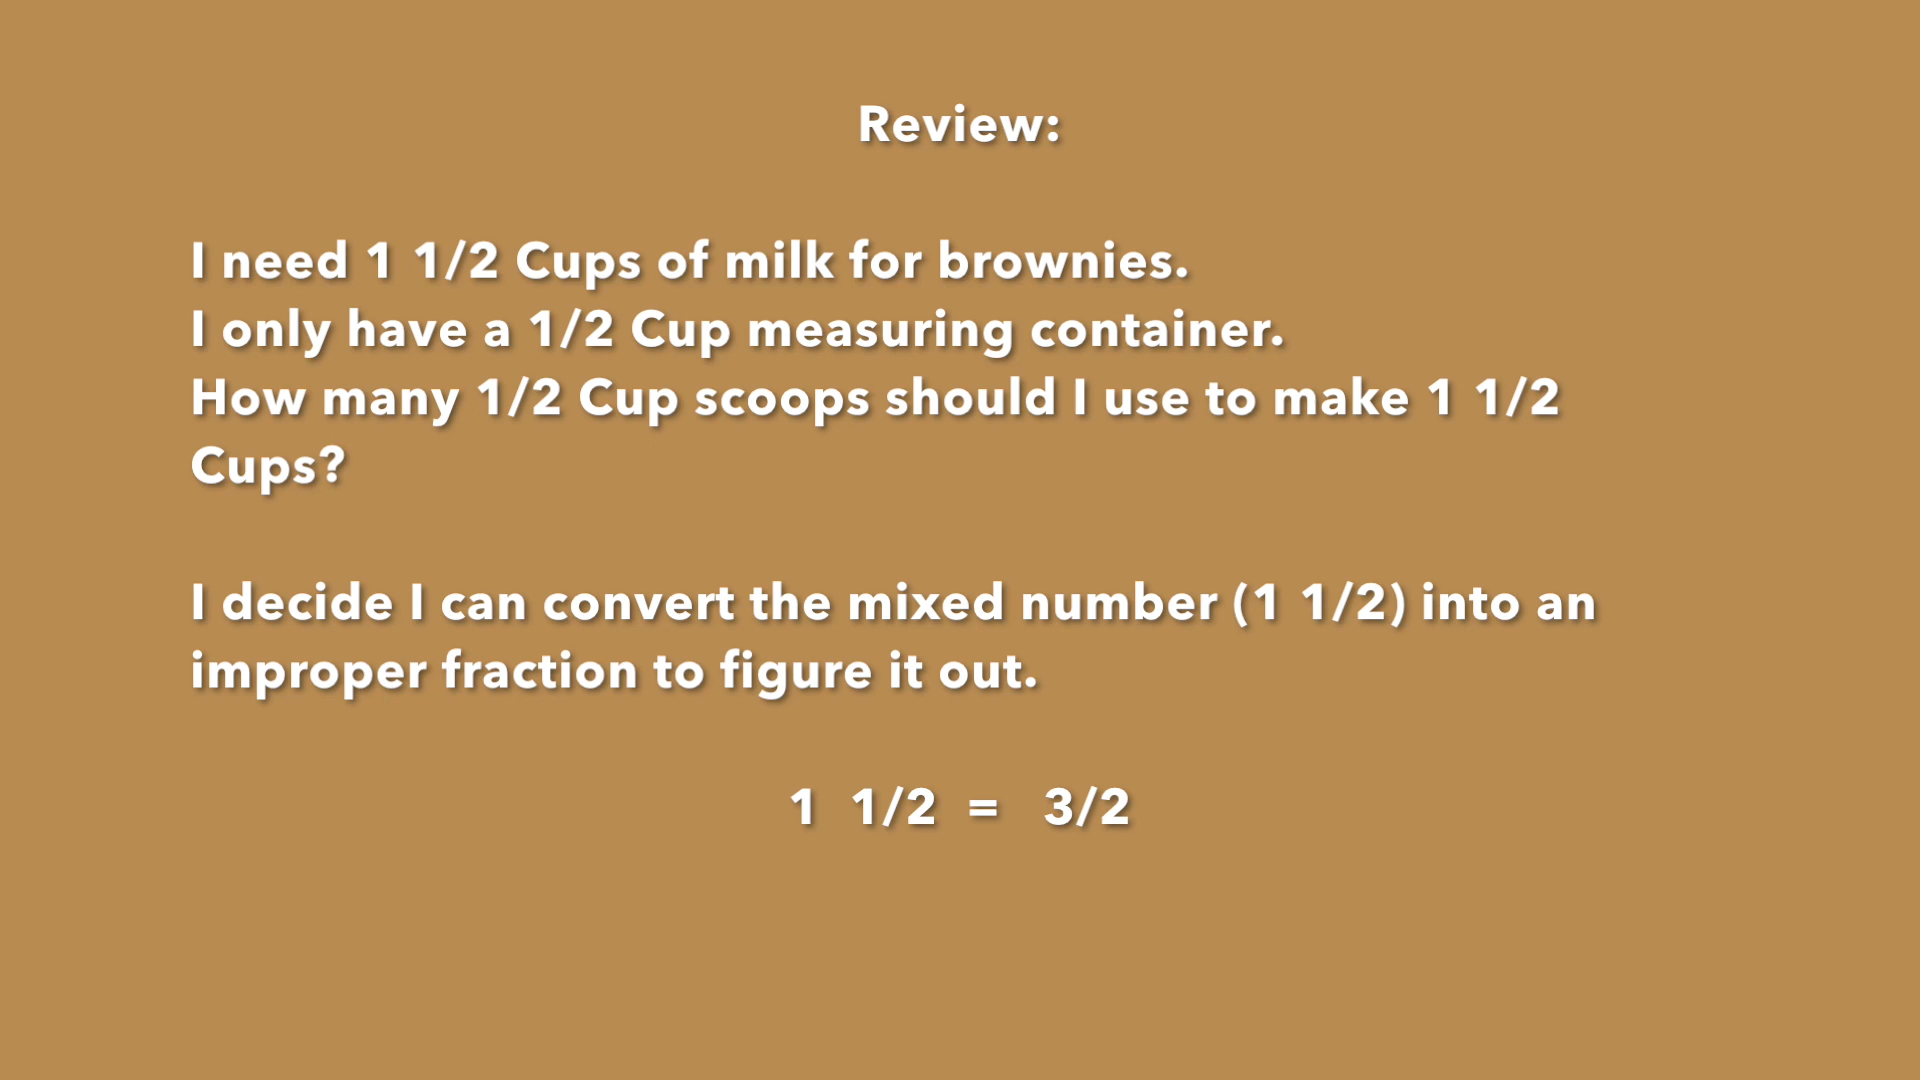 Review:
I need 1 1/2 Cups of milk for brownies.
I only have a 1/2 Cup measuring container.
How many 1/2 Cup scoops should I use to make 1 1/2
Cups?
I decide I can convert the mixed number (1 1/2) into an
improper fraction to figure it out.
1 1/2 = 3/2